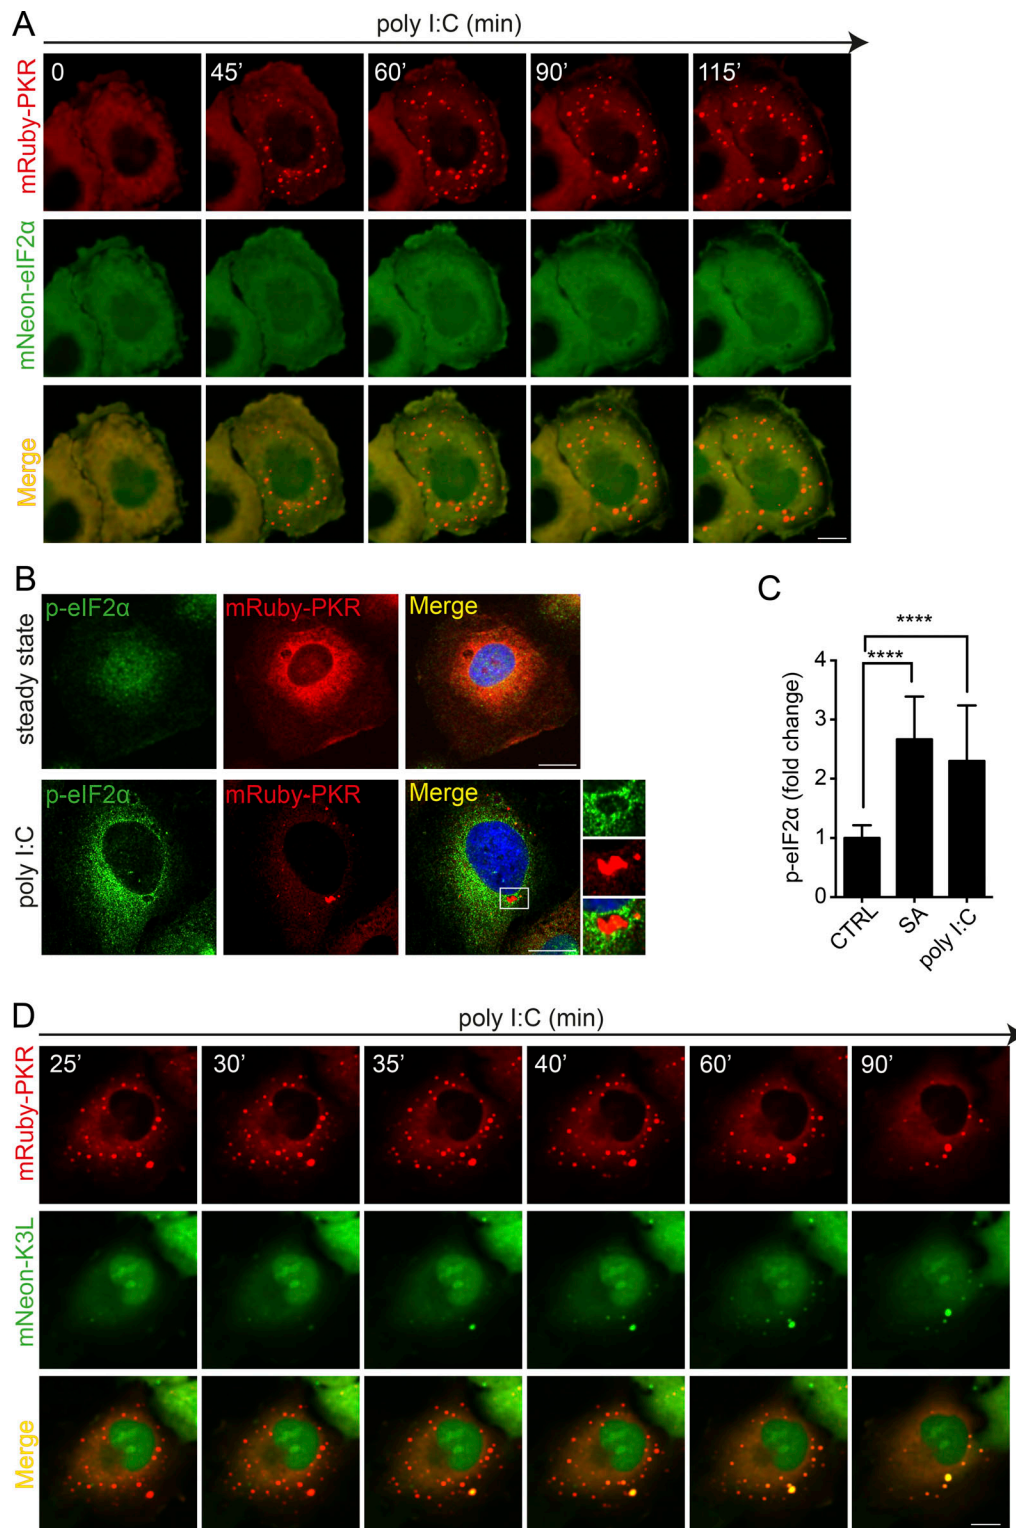 A
poly I:C (min)
mRuby-PKR
0
45’
60’
90’
115’
mNeon-eIF2α
Merge
B
steady state
p-eIF2α
mRuby-PKR
Merge
poly I:C
p-eIF2α
mRuby-PKR
Merge
C
****
****
p-eIF2α (fold change)
4
3
2
1
0
CTRL
SA
poly I:C
D
poly I:C (min)
mRuby-PKR
25’
30’
35’
40’
60’
90’
mNeon-K3L
Merge